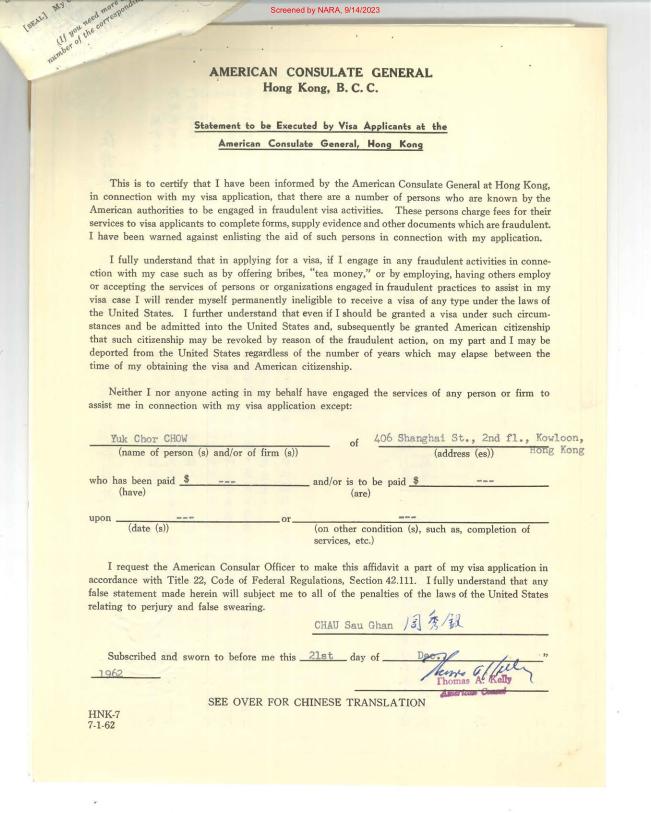 Screened by NARA, 9/14/2023
[SEAL] My
(If you need more
number of the correspondin
AMERICAN CONSULATE GENERAL
Hong Kong, B. C. C.
Statement to be Executed by Visa Applicants at the
American Consulate General, Hong Kong
This is to certify that I have been informed by the American Consulate General at Hong Kong,
in connection with my visa application, that there are a number of persons who are known by the
American authorities to be engaged in fraudulent visa activities. These persons charge fees for their
services to visa applicants to complete forms, supply evidence and other documents which are fraudulent.
I have been warned against enlisting the aid of such persons in connection with my application.
I fully understand that in applying for a visa, if I engage in any fraudulent activities in conne-
ction with my case such as by offering bribes, "tea money," or by employing, having others employ
or accepting the services of persons or organizations engaged in fraudulent practices to assist in my
visa case I will render myself permanently ineligible to receive a visa of any type under the laws of
the United States. I further understand that even if I should be granted a visa under such circum-
stances and be admitted into the United States and, subsequently be granted American citizenship
that such citizenship may be revoked by reason of the fraudulent action, on my part and I may be
deported from the United States regardless of the number of years which may elapse between the
time of my obtaining the visa and American citizenship.
Neither I nor anyone acting in my behalf have engaged the services of any person or firm to
assist me in connection with my visa application except:
Yuk Chor CHOW of 406 Shanghai St., 2nd fl., Kowloon,
Hong Kong
(name of person (s) and/or of firm (s)) (address (es))
who has been paid $ --- and/or is to be paid $ ---
(have) (are)
upon --- or ---
(date (s)) (on other condition (s), such as, completion of
services, etc.)
I request the American Consular Officer to make this affidavit a part of my visa application in
accordance with Title 22, Code of Federal Regulations, Section 42.111. I fully understand that any
false statement made herein will subject me to all of the penalties of the laws of the United States
relating to perjury and false swearing.
CHAU Sau Ghan 周秀銀
Subscribed and sworn to before me this 21st day of Dec. "
1962
Thomas A. Kelly
American Consul
SEE OVER FOR CHINESE TRANSLATION
HNK-7
7-1-62